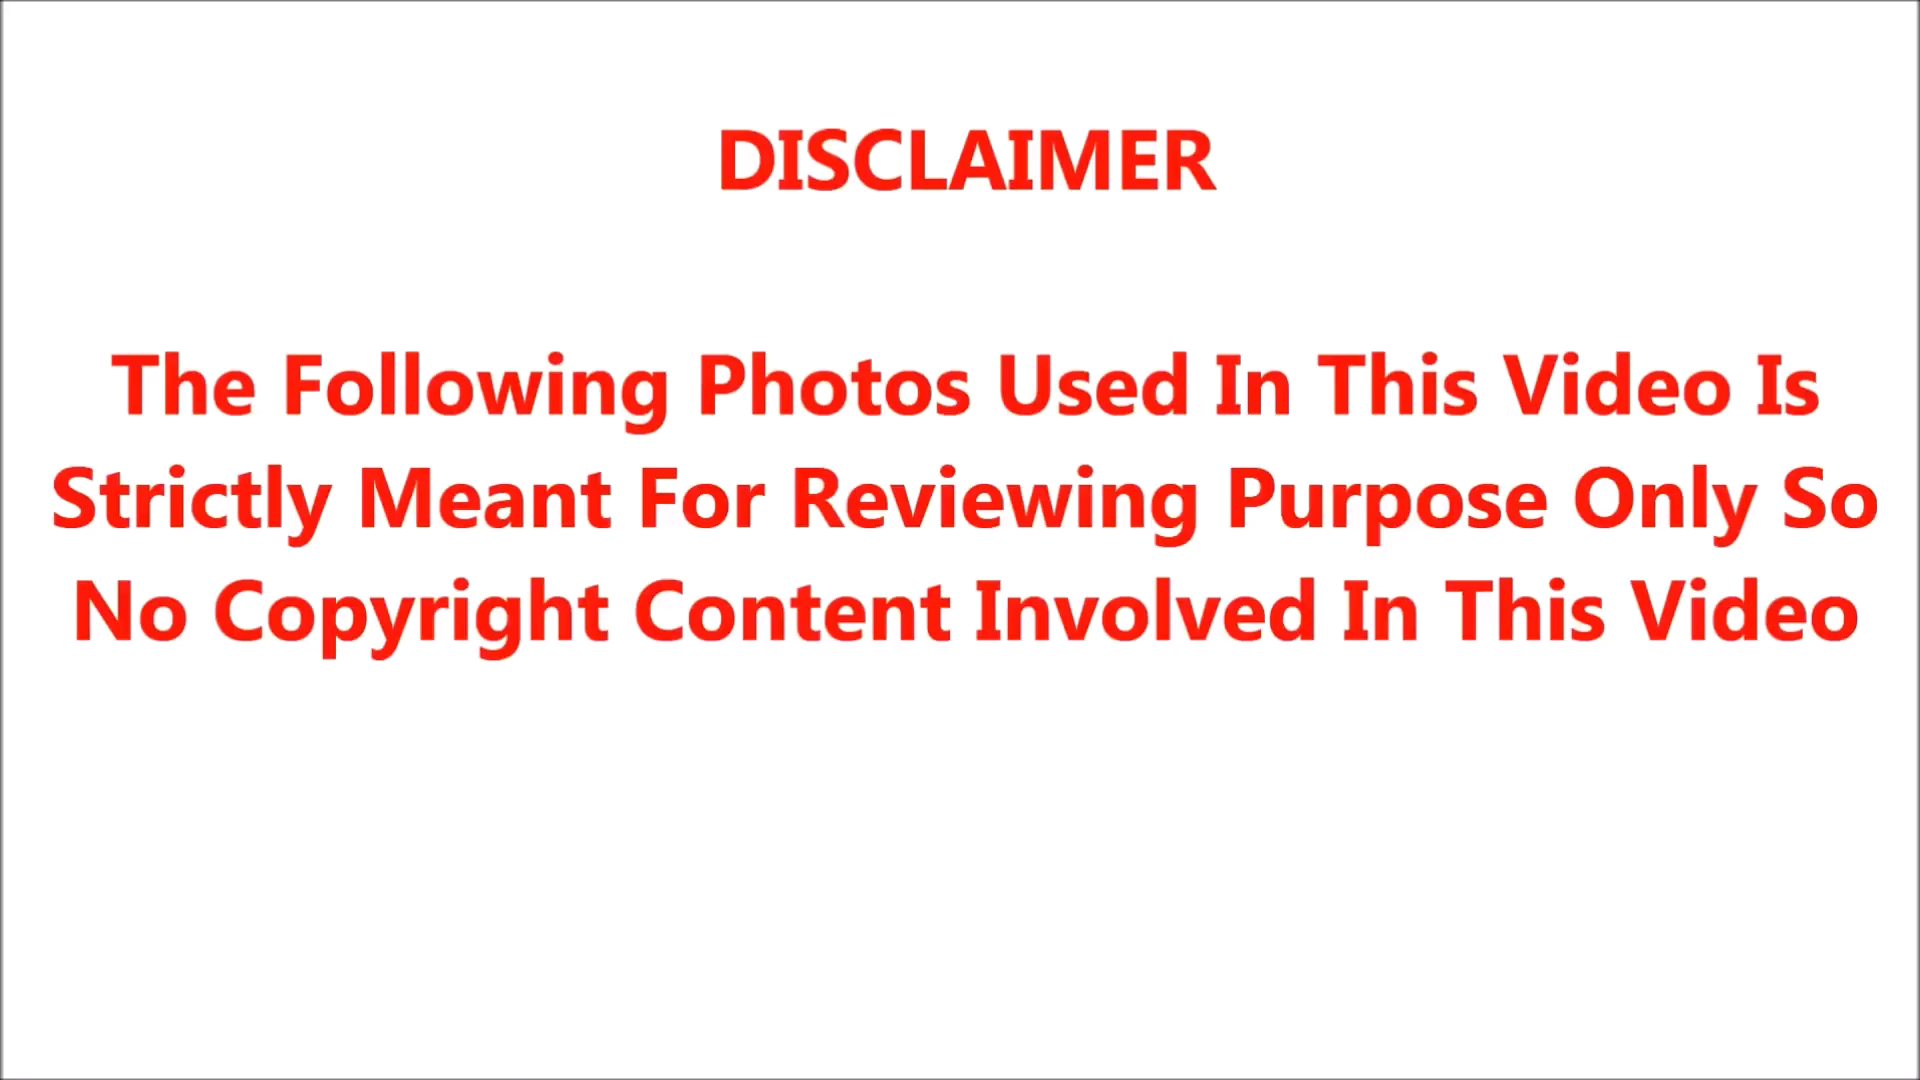 DISCLAIMER
The Following Photos Used In This Video Is
Strictly Meant For Reviewing Purpose Only So
No Copyright Content Involved In This Video